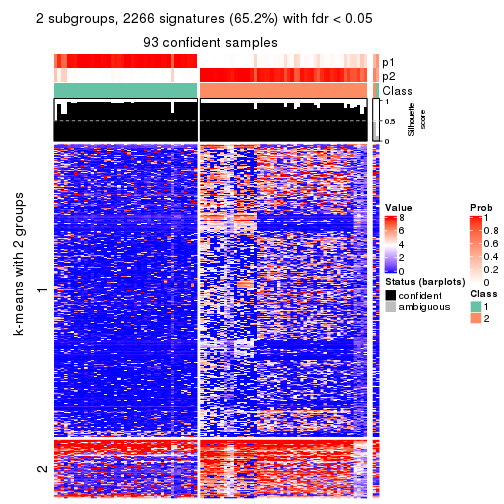 2 subgroups, 2266 signatures (65.2%) with fdr < 0.05
93 confident samples
p1
p2
Class
1
0.5
0
Silhouette
score
k-means with 2 groups
1
2
Value
8
6
4
2
0
Status (barplots)
confident
ambiguous
Prob
1
0.8
0.6
0.4
0.2
0
Class
1
2